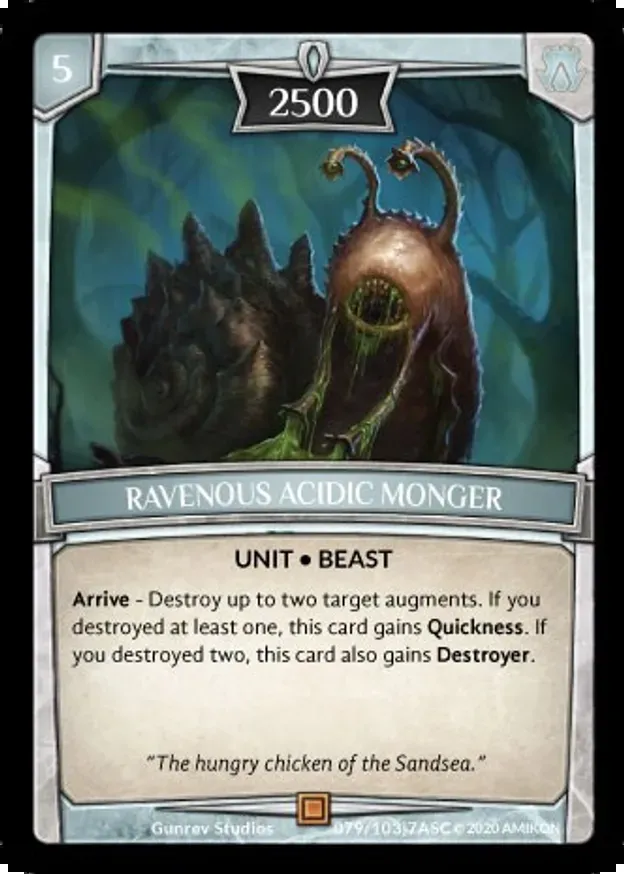 5
2500
RAVENOUS ACIDIC MONGER
UNIT • BEAST
Arrive - Destroy up to two target augments. If you
destroyed at least one, this card gains Quickness. If
you destroyed two, this card also gains Destroyer.
"The hungry chicken of the Sandsea."
Gunrev Studios 079/103 © 2020 AMIKON